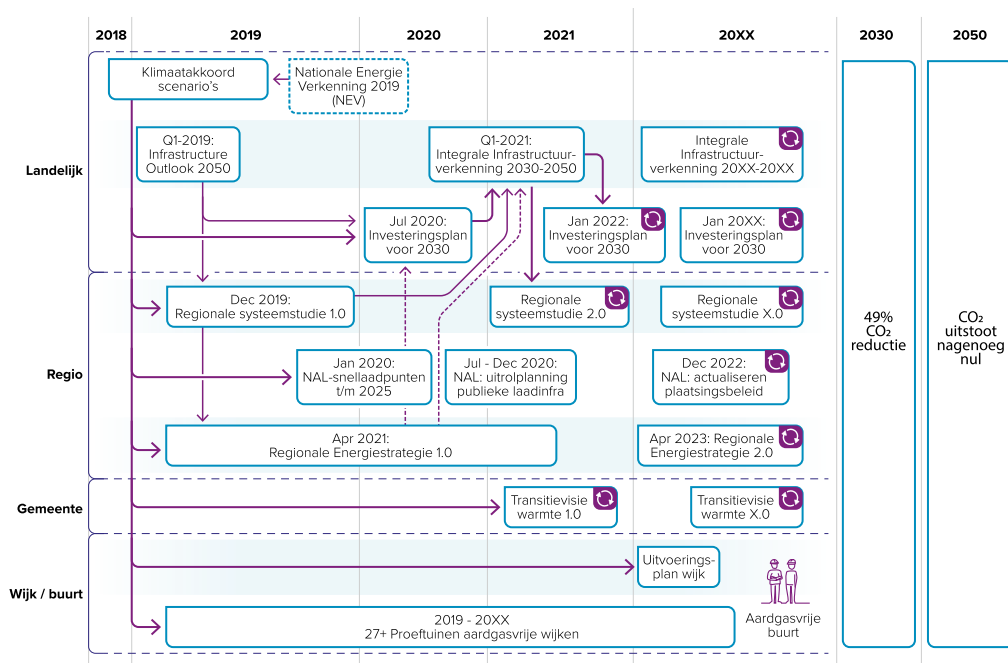 2018
2019
2020
2021
20XX
2030
2050
Landelijk
Klimaatakkoord
scenario's
Nationale Energie
Verkenning 2019
(NEV)
Q1-2019:
Infrastructure
Outlook 2050
Q1-2021:
Integrale Infrastructuur-
verkenning 2030-2050
Integrale
Infrastructuur-
verkenning 20XX-20XX
Jul 2020:
Investeringsplan
voor 2030
Jan 2022:
Investeringsplan
voor 2030
Jan 20XX:
Investeringsplan
voor 2030
Regio
Dec 2019:
Regionale systeemstudie 1.0
Regionale
systeemstudie 2.0
Regionale
systeemstudie X.0
Jan 2020:
NAL-snellaadpunten
t/m 2025
Jul - Dec 2020:
NAL: uitrolplanning
publieke laadinfra
Dec 2022:
NAL: actualiseren
plaatsingsbeleid
Apr 2021:
Regionale Energiestrategie 1.0
Apr 2023: Regionale
Energiestrategie 2.0
Gemeente
Transitievisie
warmte 1.0
Transitievisie
warmte X.0
Wijk / buurt
Uitvoerings-
plan wijk
2019 - 20XX
27+ Proeftuinen aardgasvrije wijken
Aardgasvrije
buurt
49%
CO₂
reductie
CO₂
uitstoot
nagenoeg
nul